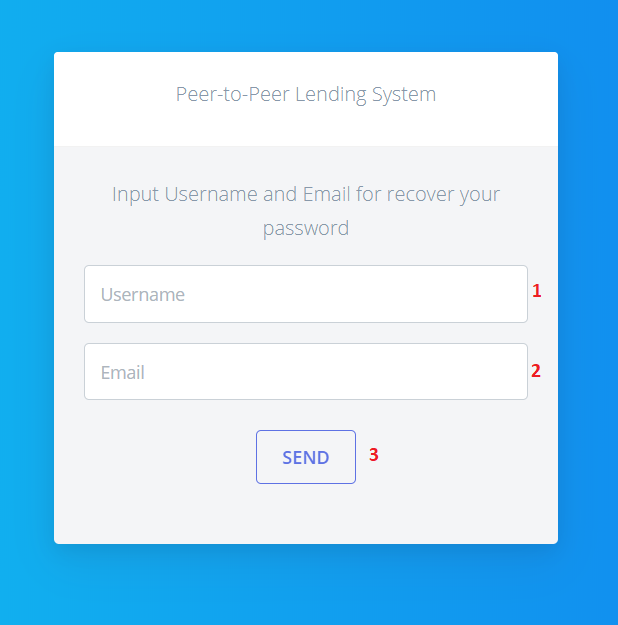 Peer-to-Peer Lending System
Input Username and Email for recover your
password
Username 1
Email 2
SEND 3